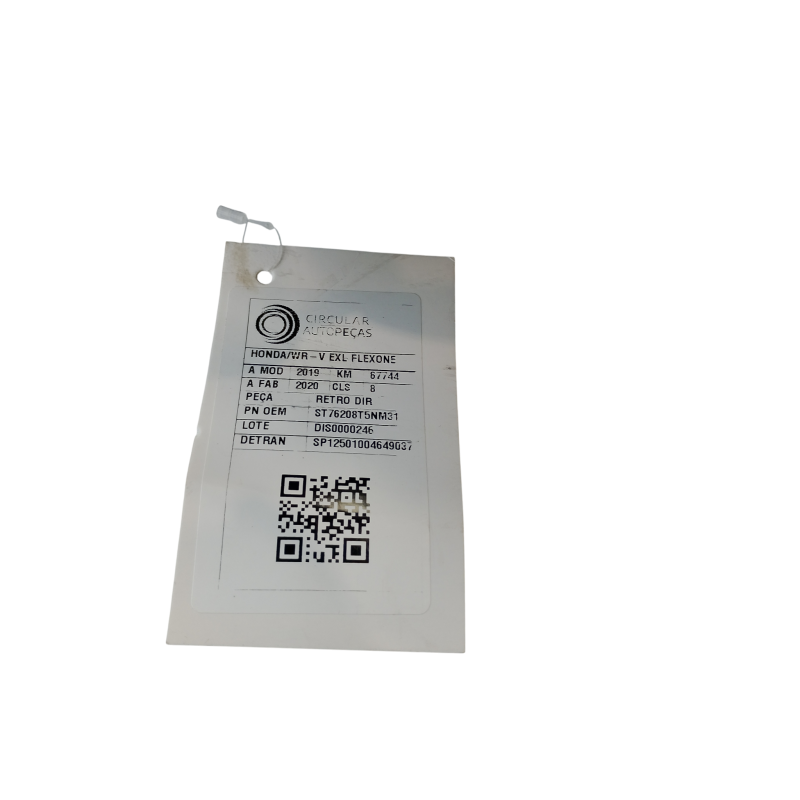 CIRCULAR
AUTOPEÇAS
HONDA/WR-V EXL FLEXONE
A MOD 2019 KM 67744
A FAB 2020 CLS 8
PEÇA RETRO DIR
PN OEM ST76208T5NM31
LOTE DIS0000246
DETRAN SP12501004649037